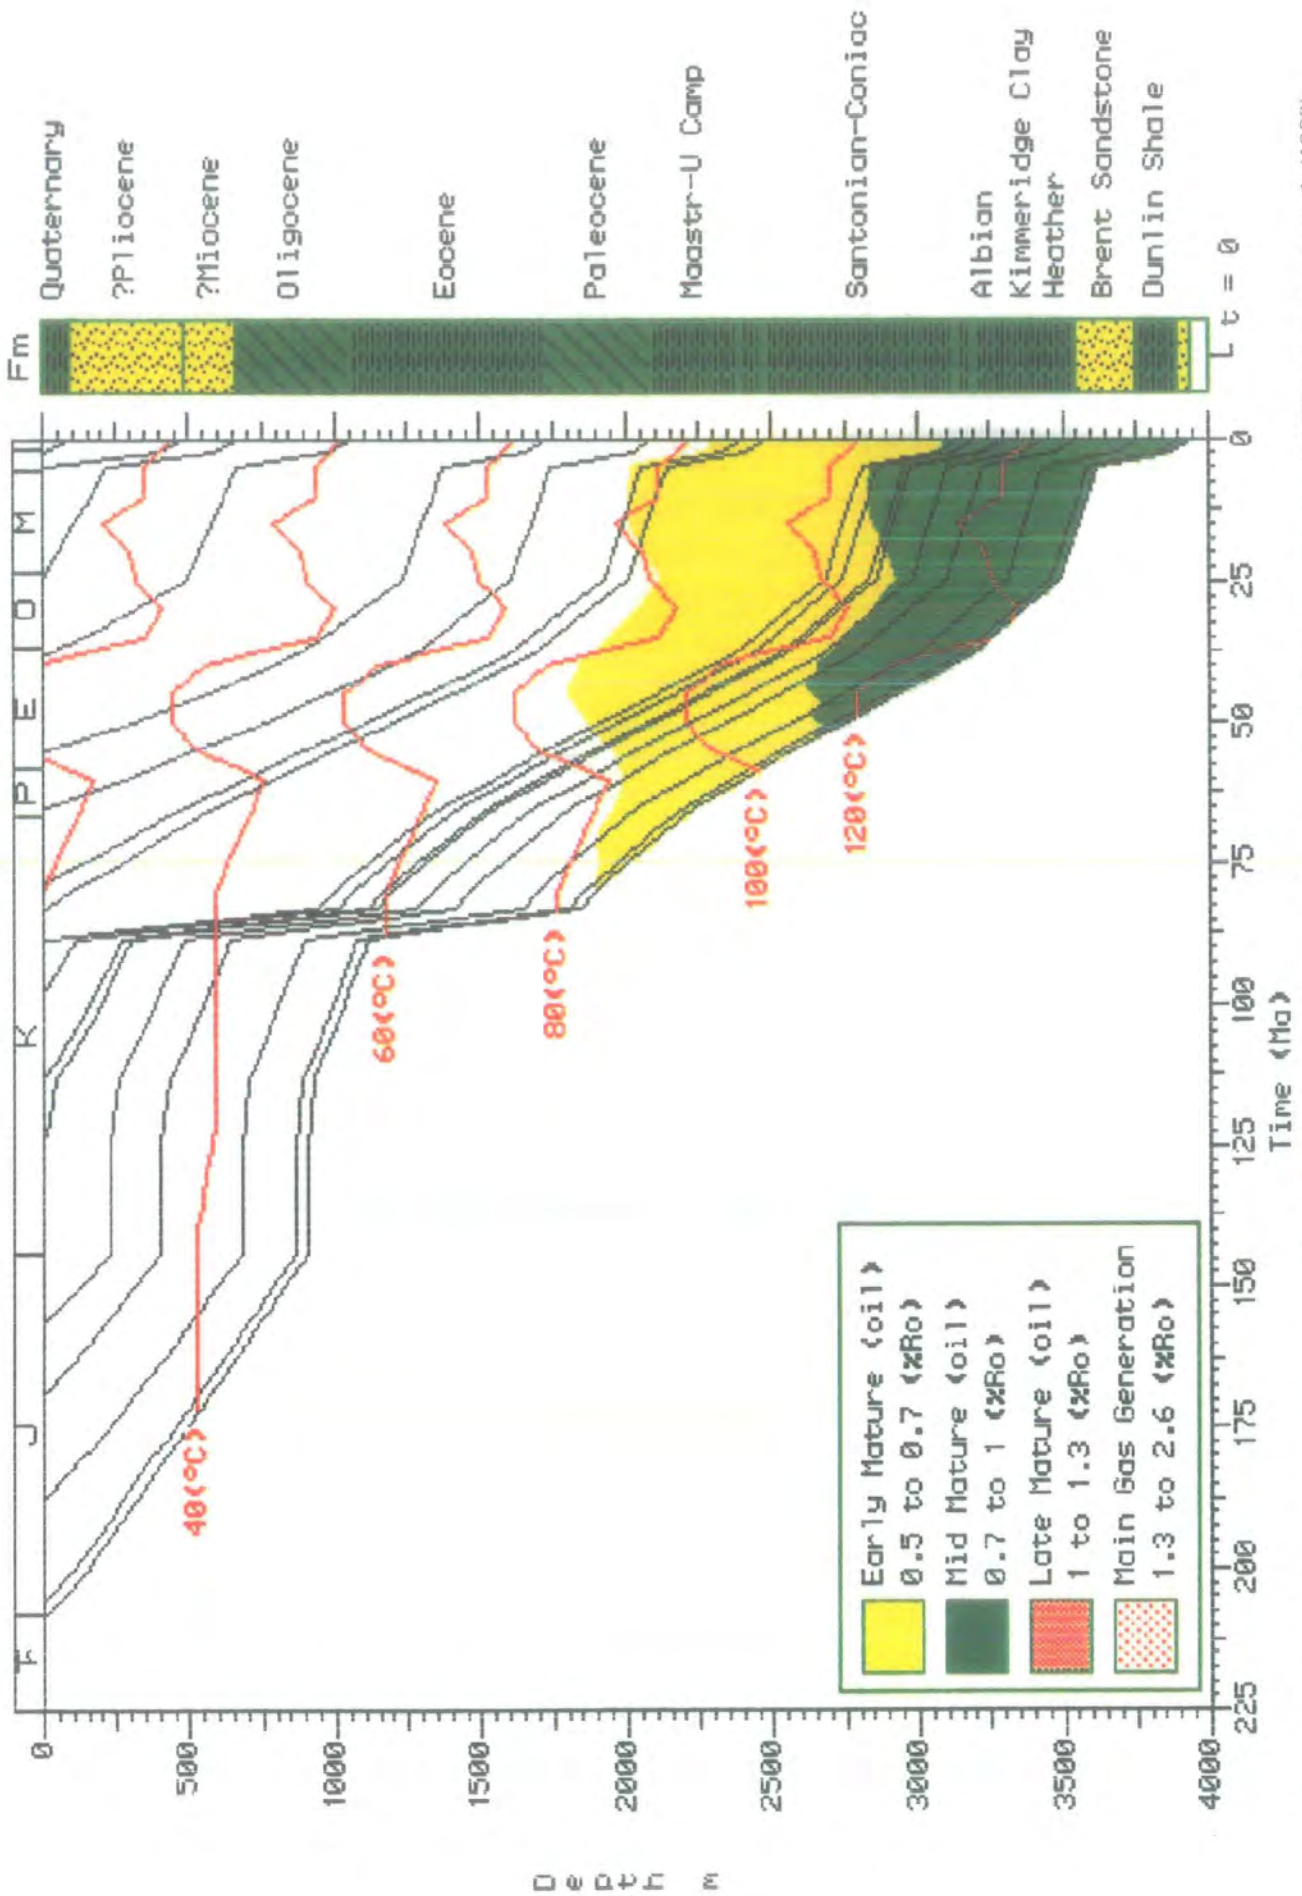 Fm
T
J
K
P
E
O
M
Quaternary
?Pliocene
?Miocene
Oligocene
Eocene
Paleocene
Maastr-U Camp
Santonian-Coniac
Albian
Kimmeridge Clay
Heather
Brent Sandstone
Dunlin Shale
t = 0
0
500
1000
1500
2000
2500
3000
3500
4000
Depth m
40(°C)
60(°C)
80(°C)
100(°C)
120(°C)
Early Mature (oil)
0.5 to 0.7 (%Ro)
Mid Mature (oil)
0.7 to 1 (%Ro)
Late Mature (oil)
1 to 1.3 (%Ro)
Main Gas Generation
1.3 to 2.6 (%Ro)
225
200
175
150
125
100
75
50
25
0
Time (Ma)